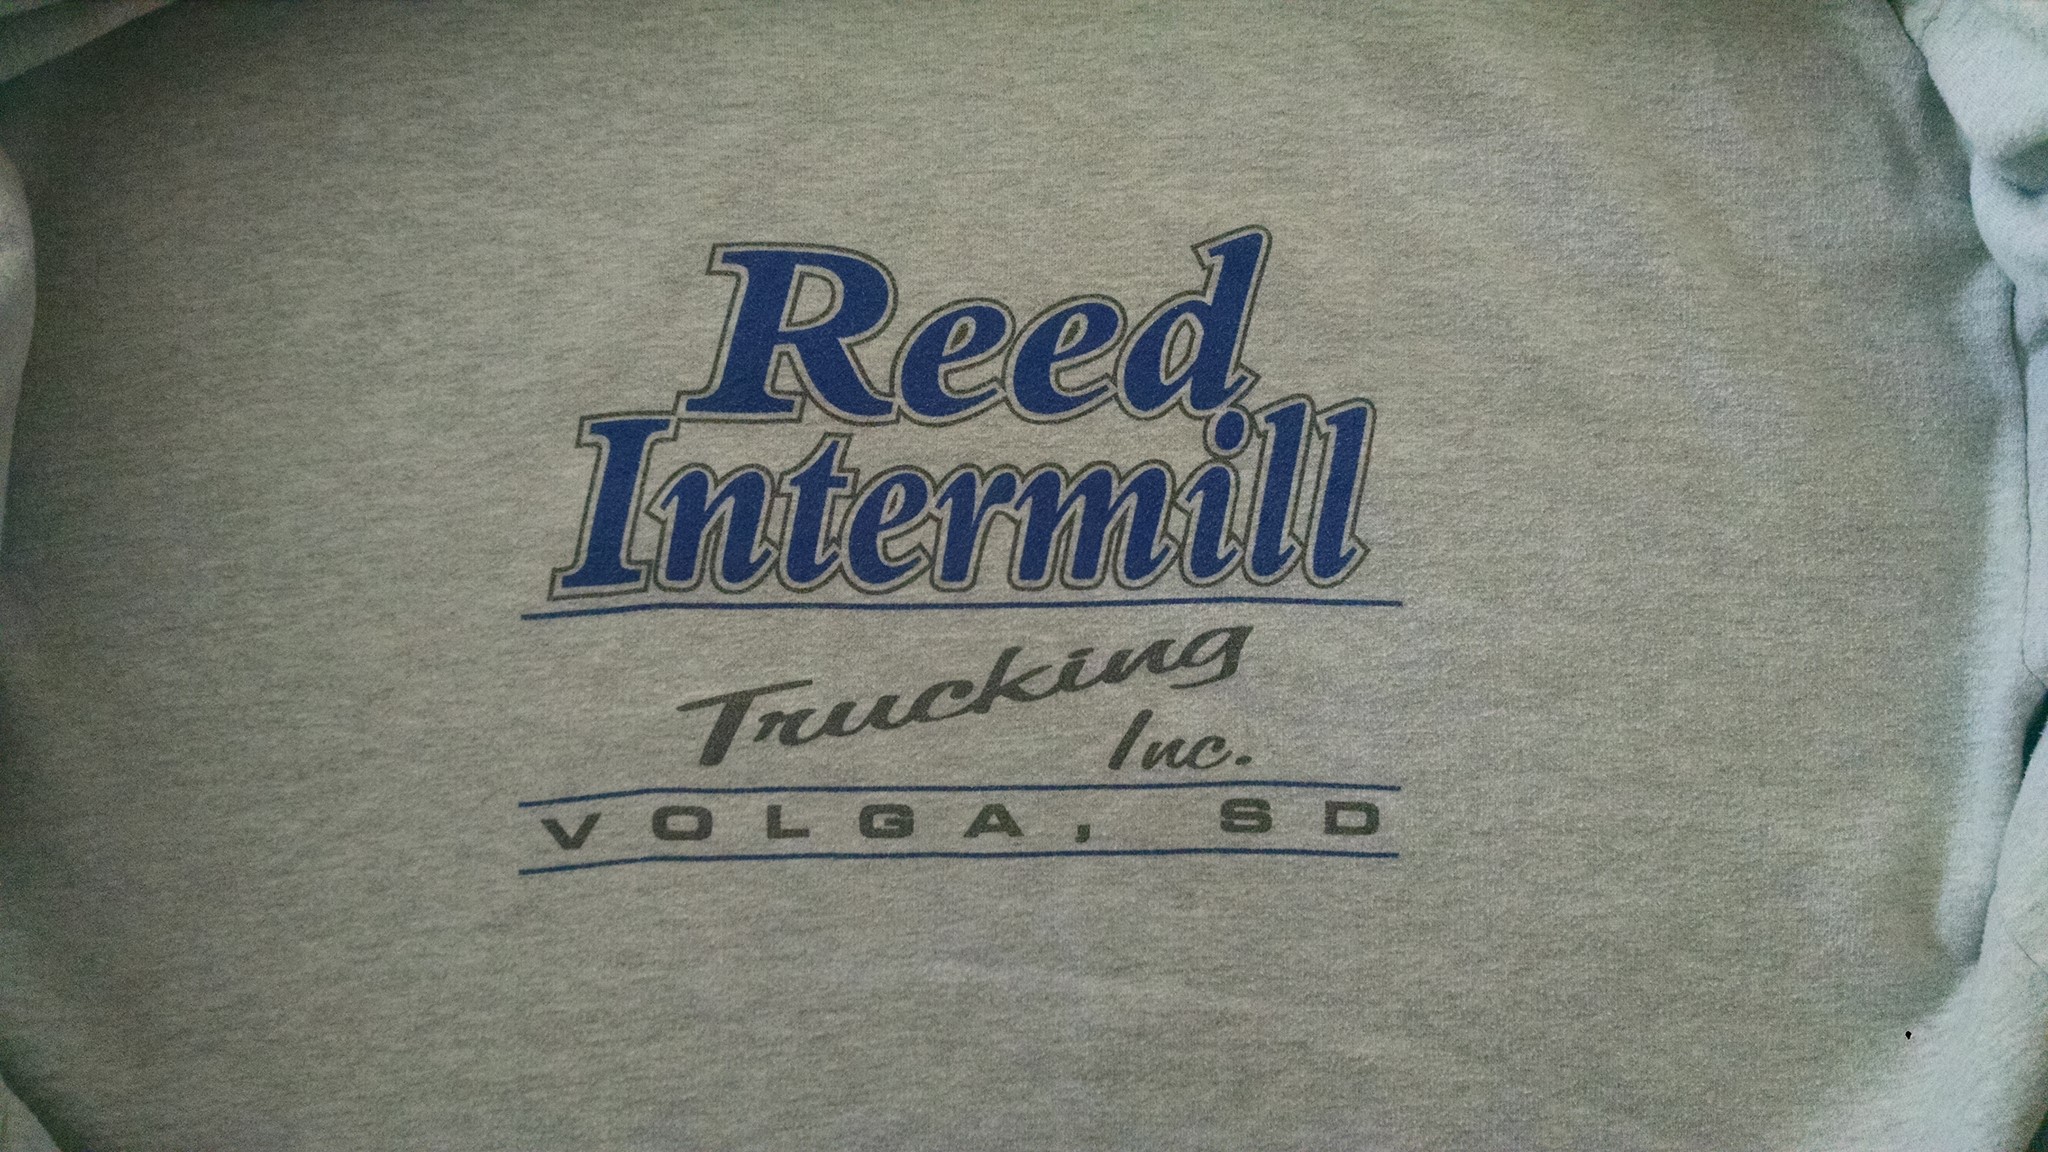 Reed
Intermill
Trucking
Inc.
VOLGA, SD